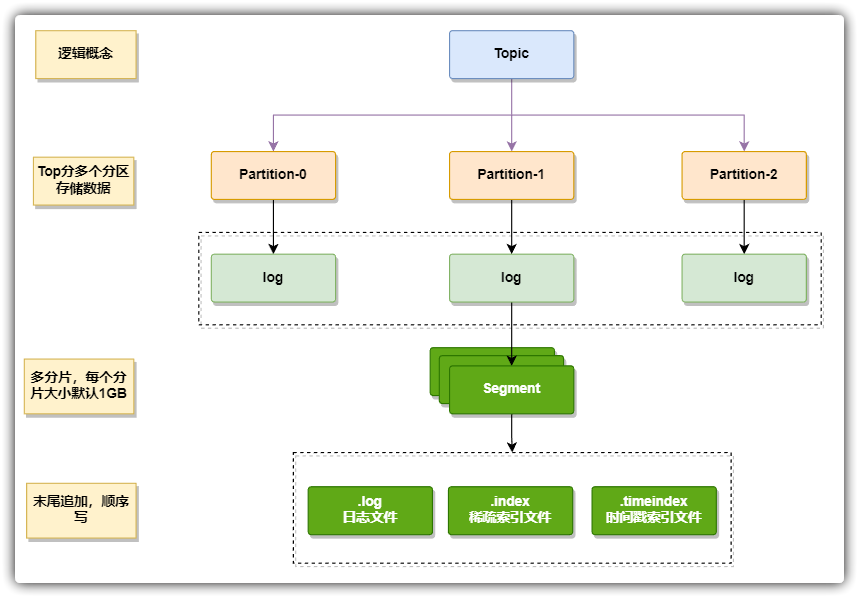 逻辑概念
Topic
Top分多个分区
存储数据
Partition-0
Partition-1
Partition-2
log
log
log
多分片，每个分
片大小默认1GB
Segment
末尾追加，顺序
写
.log
日志文件
.index
稀疏索引文件
.timeindex
时间戳索引文件